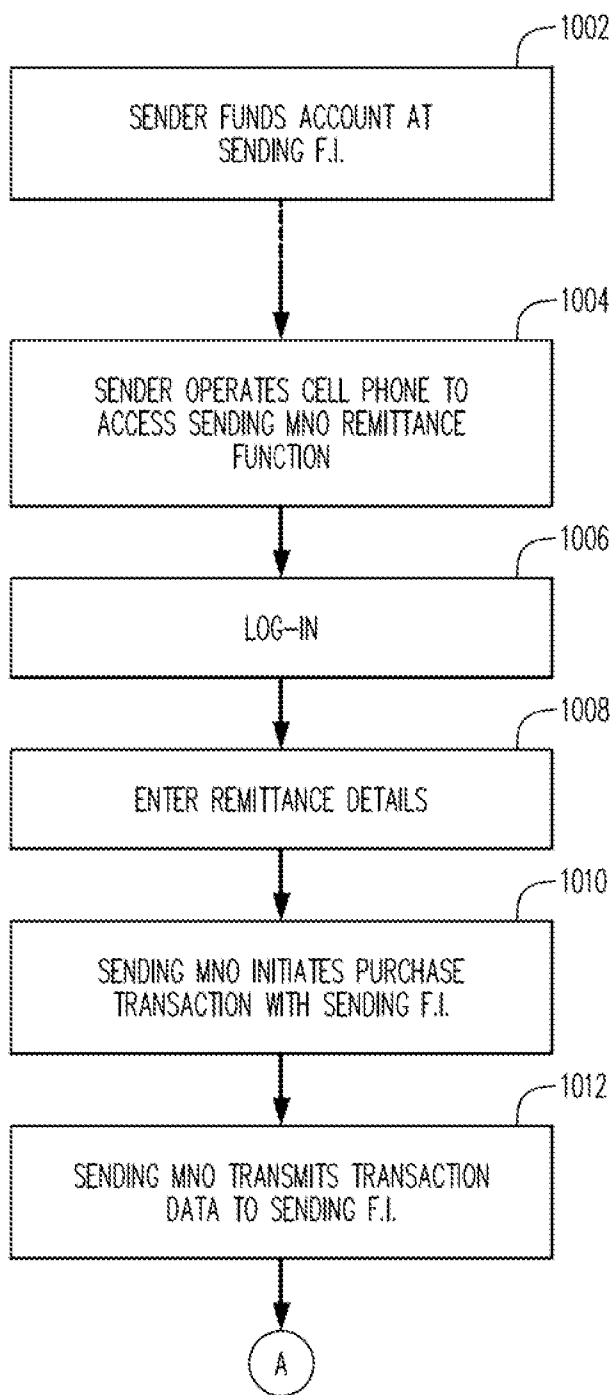 1002
SENDER FUNDS ACCOUNT AT
SENDING F.I.
1004
SENDER OPERATES CELL PHONE TO
ACCESS SENDING MNO REMITTANCE
FUNCTION
1006
LOG-IN
1008
ENTER REMITTANCE DETAILS
1010
SENDING MNO INITIATES PURCHASE
TRANSACTION WITH SENDING F.I.
1012
SENDING MNO TRANSMITS TRANSACTION
DATA TO SENDING F.I.
A